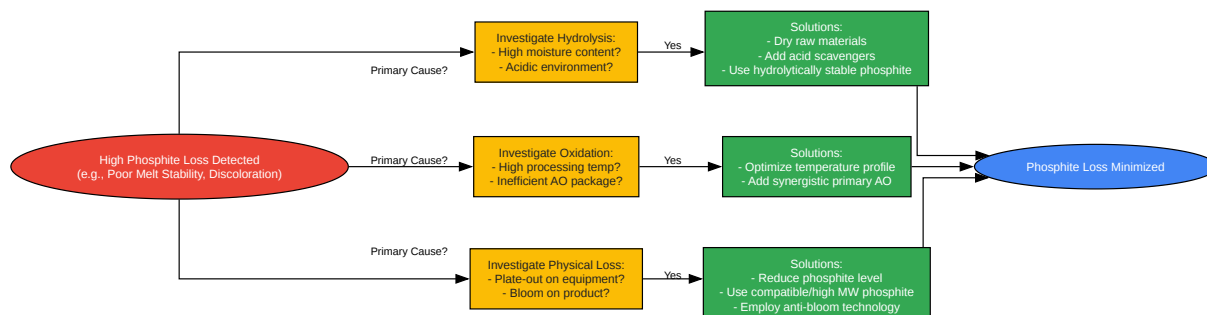 Investigate Hydrolysis:
- High moisture content?
- Acidic environment?
Yes
Solutions:
- Dry raw materials
- Add acid scavengers
- Use hydrolytically stable phosphite
Primary Cause?
High Phosphite Loss Detected
(e.g., Poor Melt Stability, Discoloration)
Primary Cause?
Investigate Oxidation:
- High processing temp?
- Inefficient AO package?
Yes
Solutions:
- Optimize temperature profile
- Add synergistic primary AO
Phosphite Loss Minimized
Primary Cause?
Investigate Physical Loss:
- Plate-out on equipment?
- Bloom on product?
Yes
Solutions:
- Reduce phosphite level
- Use compatible/high MW phosphite
- Employ anti-bloom technology